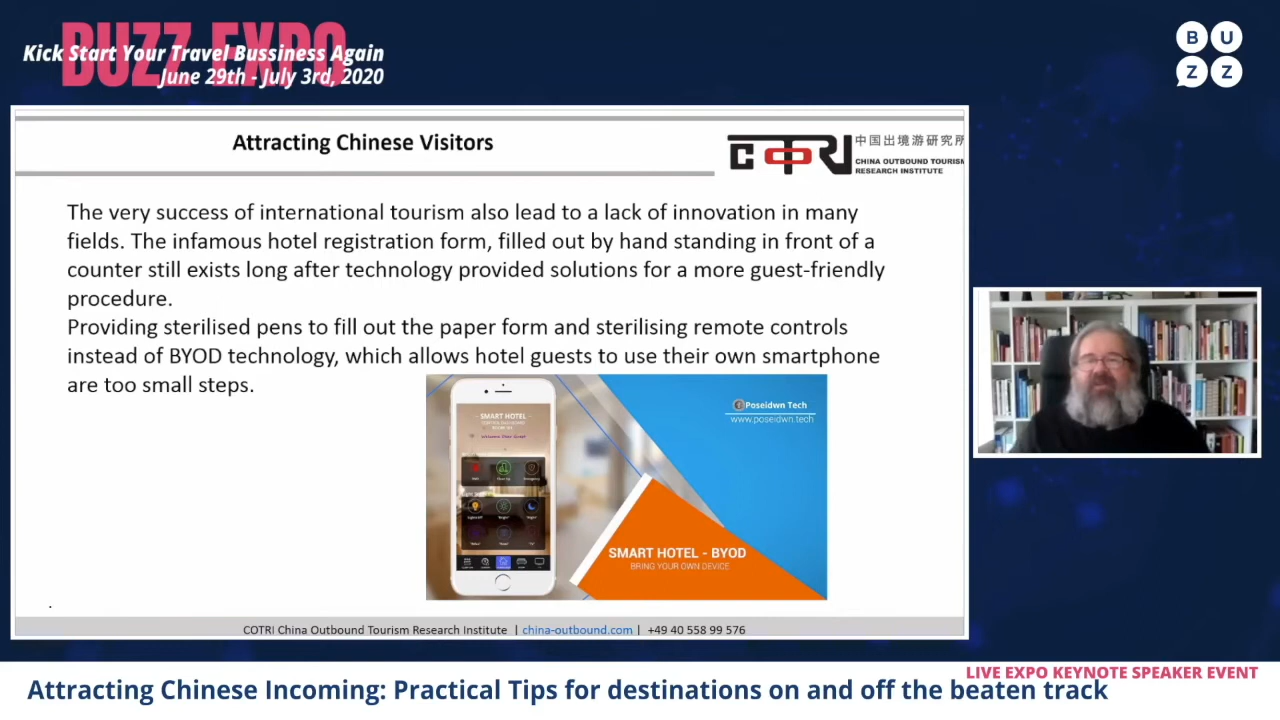 BUZZ EXPO
Kick Start Your Travel Bussiness Again
June 29th - July 3rd, 2020
B U
Z Z
Attracting Chinese Visitors
COTRI
中国出境游研究所
CHINA OUTBOUND TOURISM
RESEARCH INSTITUTE
The very success of international tourism also lead to a lack of innovation in many
fields. The infamous hotel registration form, filled out by hand standing in front of a
counter still exists long after technology provided solutions for a more guest-friendly
procedure.
Providing sterilised pens to fill out the paper form and sterilising remote controls
instead of BYOD technology, which allows hotel guests to use their own smartphone
are too small steps.
Poseidwn Tech
www.poseidwn.tech
SMART HOTEL
SMART HOTEL - BYOD
BRING YOUR OWN DEVICE
COTRI China Outbound Tourism Research Institute | china-outbound.com | +49 40 558 99 576
LIVE EXPO KEYNOTE SPEAKER EVENT
Attracting Chinese Incoming: Practical Tips for destinations on and off the beaten track